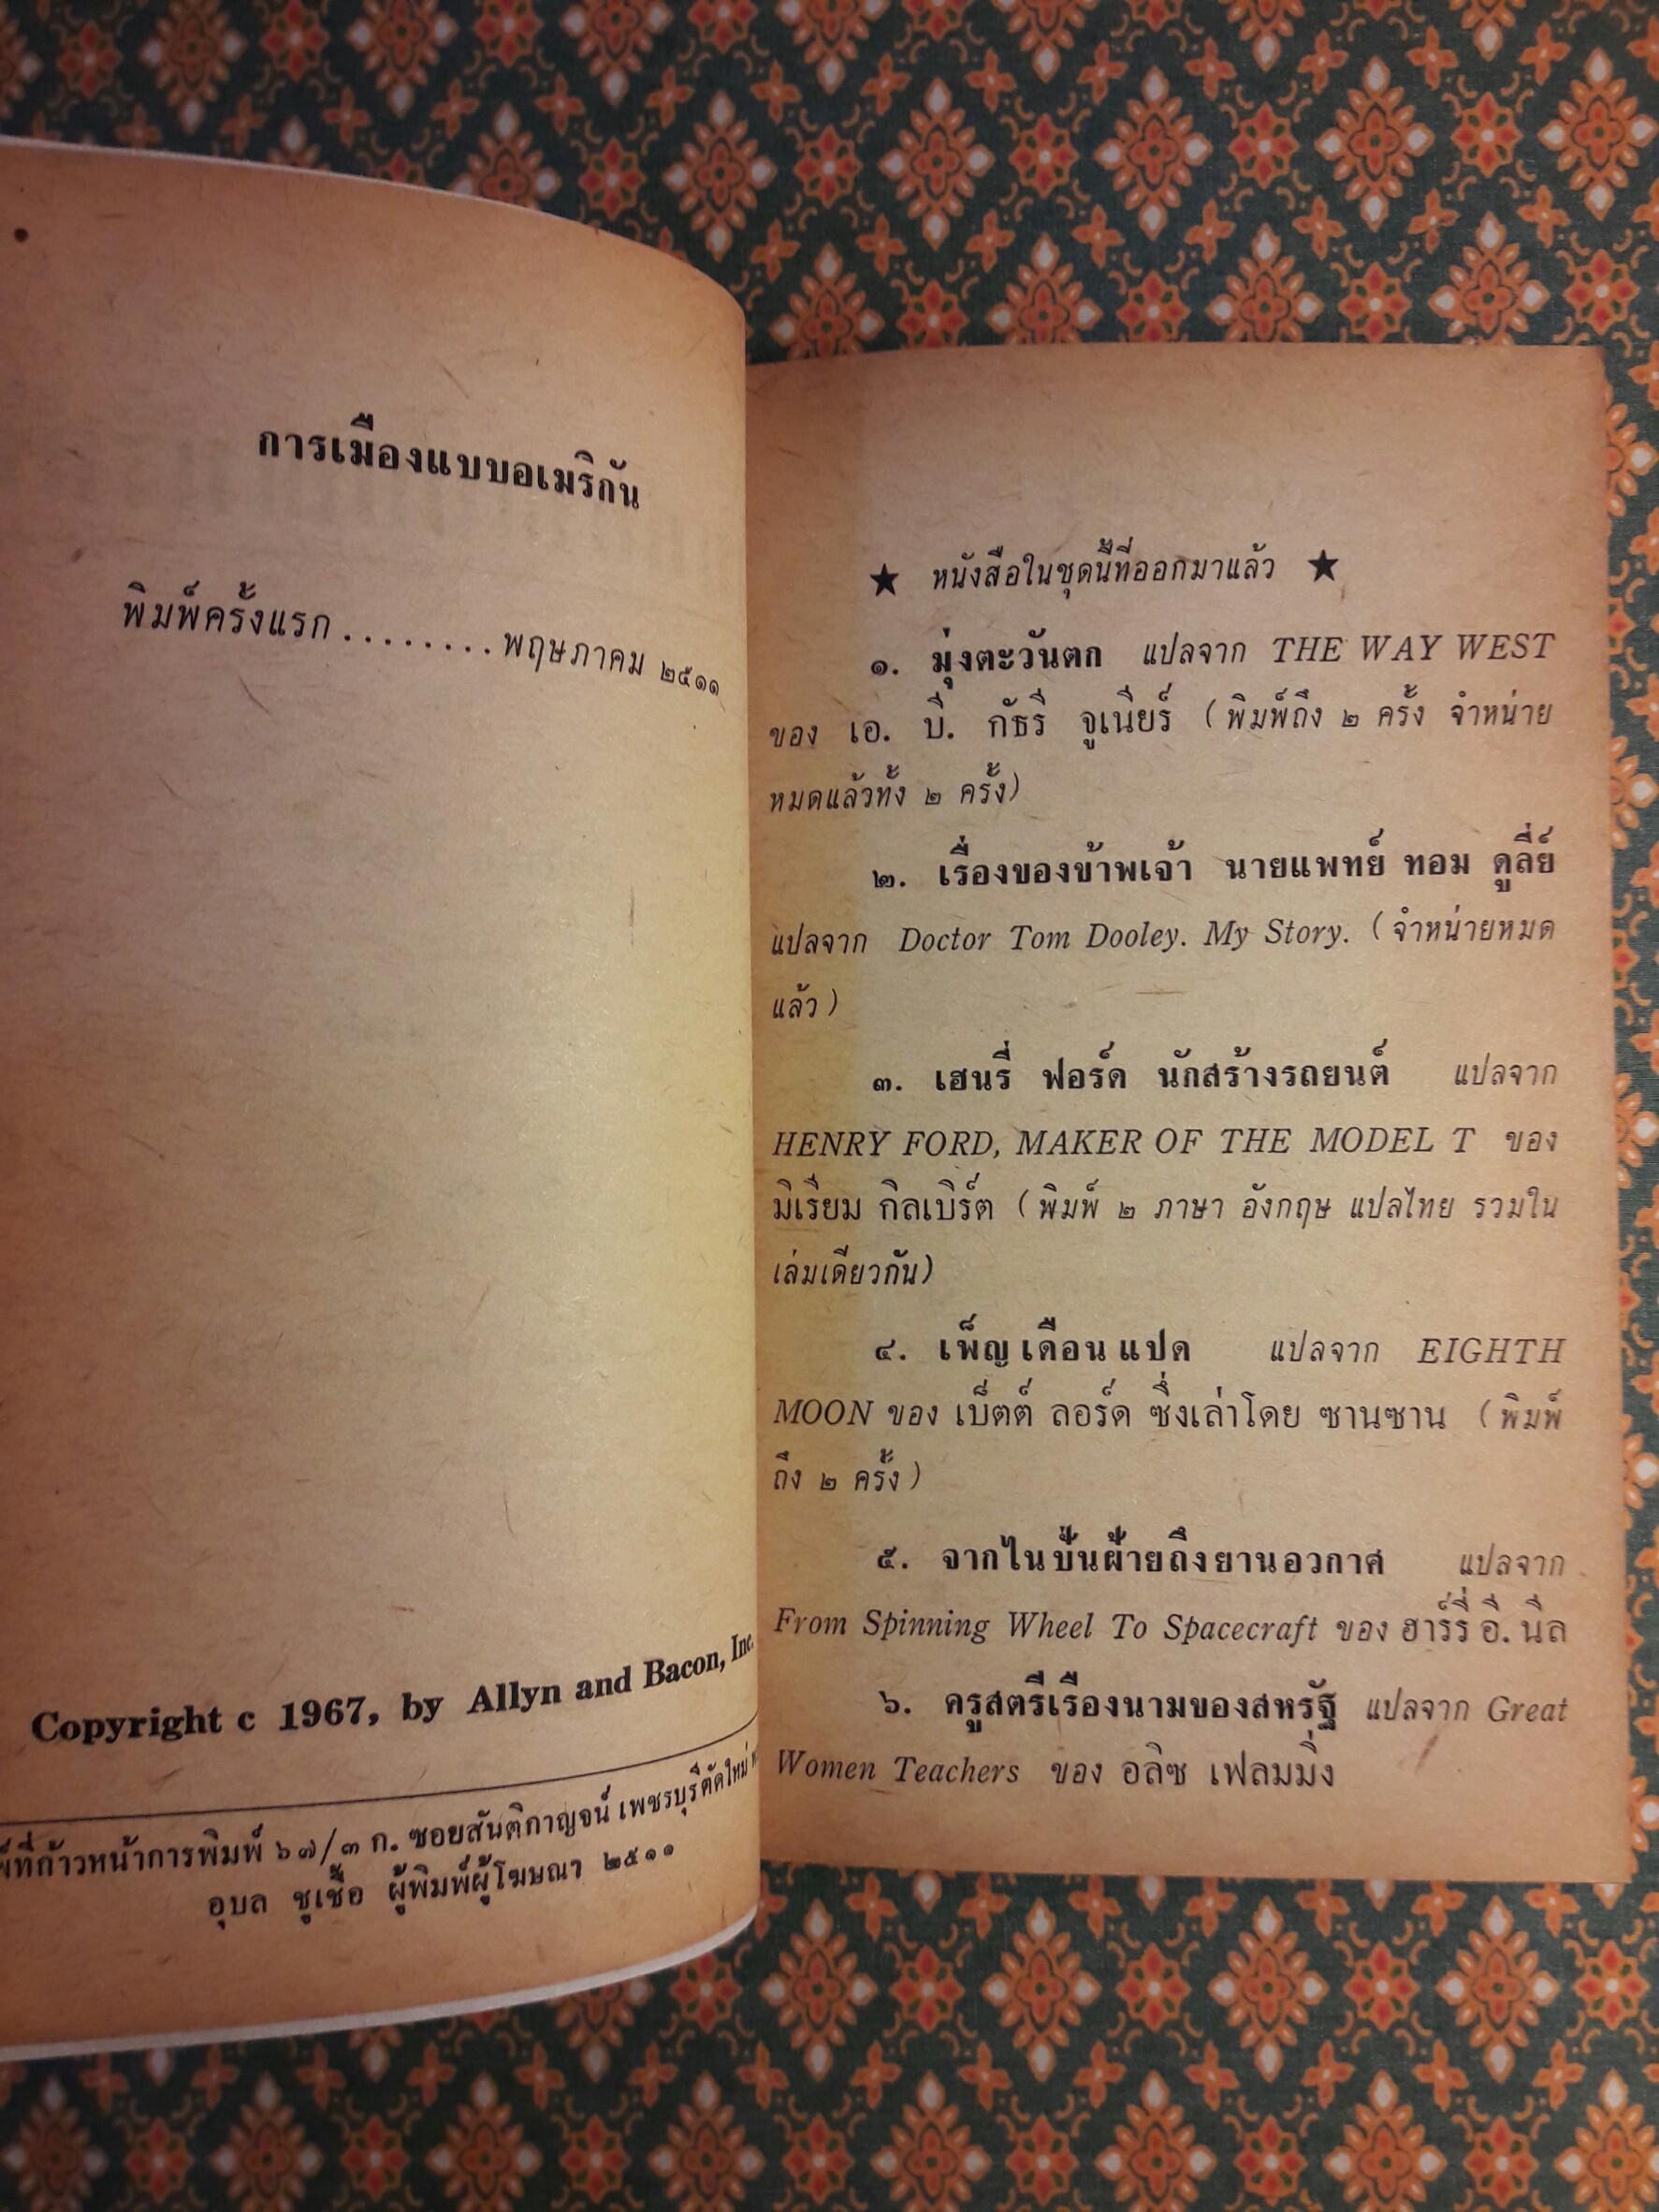 การเมืองแบบอเมริกัน
พิมพ์ครั้งแรก........พฤษภาคม ๒๕๑๑
Copyright c 1967, by Allyn and Bacon, Inc.
ที่ก้าวหน้าการพิมพ์ ๖๗/๓ ก. ซอยสันติกาญจน์ เพชรบุรีตัดใหม่
อุบล ชูเชื้อ ผู้พิมพ์ผู้โฆษณา ๒๕๑๑
★ หนังสือในชุดนี้ที่ออกมาแล้ว ★
๑. มุ่งตะวันตก แปลจาก THE WAY WEST
ของ เอ. บี. กัธรี จูเนียร์ (พิมพ์ถึง ๒ ครั้ง จำหน่าย
หมดแล้วทั้ง ๒ ครั้ง)
๒. เรื่องของข้าพเจ้า นายแพทย์ ทอม ดูลี่ย์
แปลจาก Doctor Tom Dooley. My Story. (จำหน่ายหมด
แล้ว)
๓. เฮนรี่ ฟอร์ด นักสร้างรถยนต์ แปลจาก
HENRY FORD, MAKER OF THE MODEL T ของ
มิเรียม กิลเบิร์ต (พิมพ์ ๒ ภาษา อังกฤษ แปลไทย รวมใน
เล่มเดียวกัน)
๔. เพ็ญเดือนแปด แปลจาก EIGHTH
MOON ของ เบ็ตต์ ลอร์ด ซึ่งเล่าโดย ซานซาน (พิมพ์
ถึง ๒ ครั้ง)
๕. จากไนปั่นฝ้ายถึงยานอวกาศ แปลจาก
From Spinning Wheel To Spacecraft ของ ฮาร์รี่ อี. นีล
๖. ครูสตรีเรืองนามของสหรัฐ แปลจาก Great
Women Teachers ของ อลิซ เฟลมมิ่ง